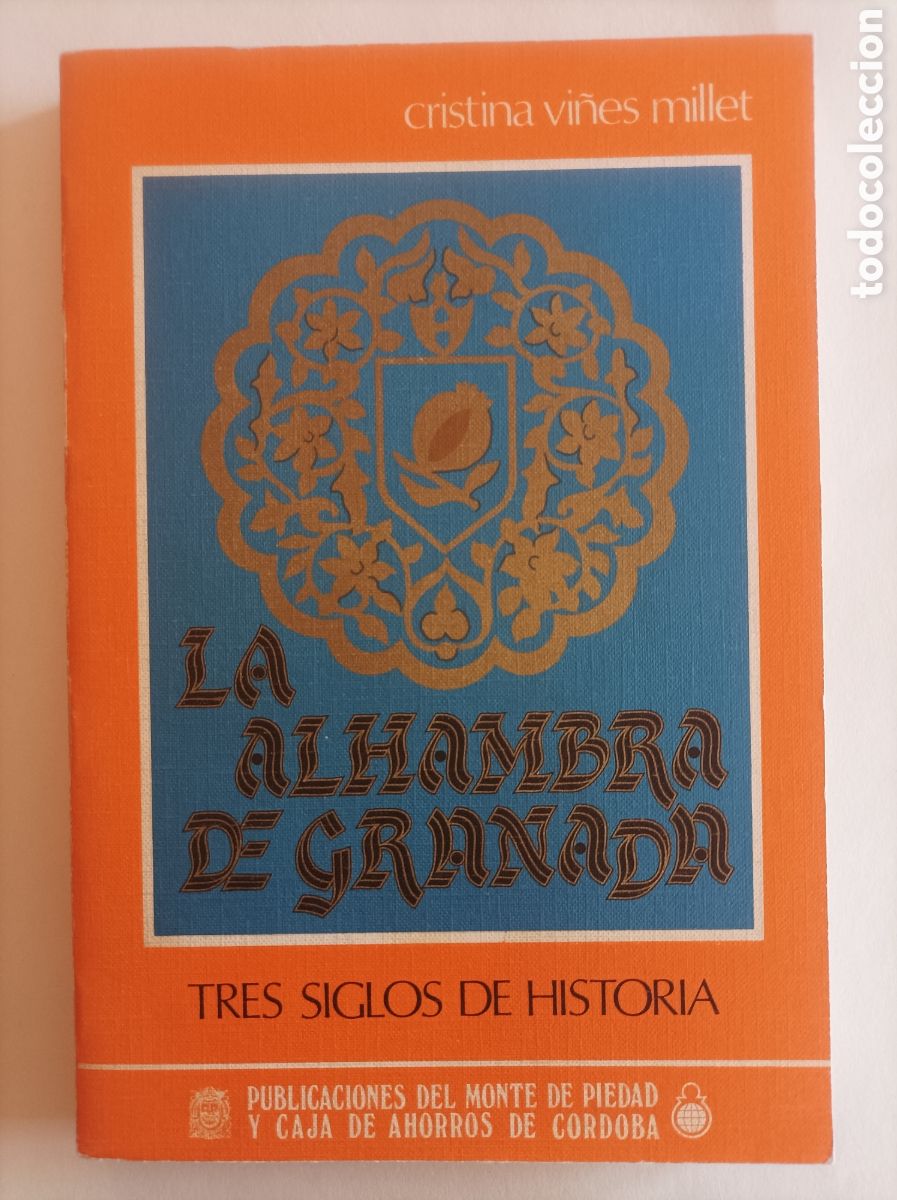 cristina viñes millet
LA
ALHAMBRA
DE GRANADA
TRES SIGLOS DE HISTORIA
PUBLICACIONES DEL MONTE DE PIEDAD
Y CAJA DE AHORROS DE CORDOBA
todocoleccion